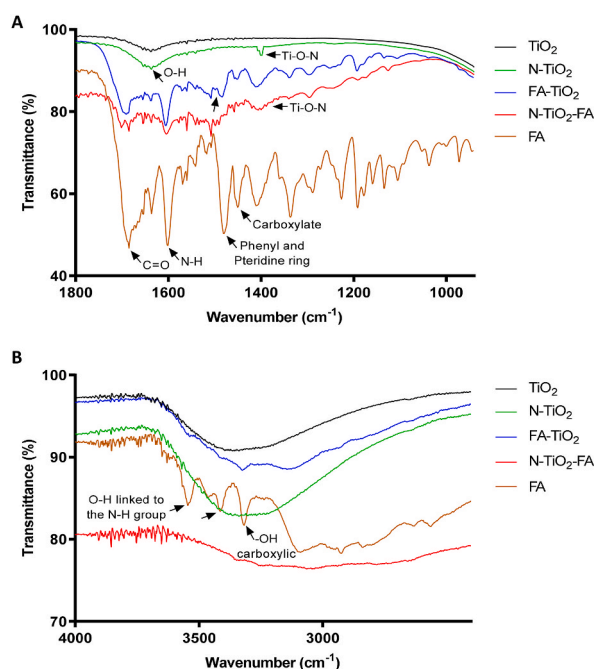 A
100
80
60
40
Transmittance (%)
O-H
Ti-O-N
Ti-O-N
Carboxylate
Phenyl and
Pteridine ring
N-H
C=O
1800
1600
1400
1200
1000
Wavenumber (cm⁻¹)
TiO₂
N-TiO₂
FA-TiO₂
N-TiO₂-FA
FA
B
100
90
80
70
Transmittance (%)
O-H linked to
the N-H group
-OH
carboxylic
4000
3500
3000
Wavenumber (cm⁻¹)
TiO₂
N-TiO₂
FA-TiO₂
N-TiO₂-FA
FA